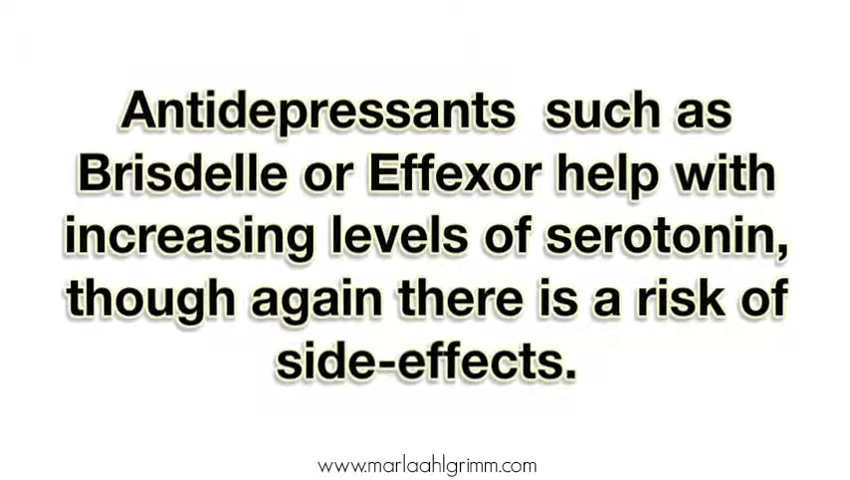 Antidepressants  such as
Brisdelle or Effexor help with
increasing levels of serotonin,
though again there is a risk of
side-effects.
www.marlaahlgrimm.com